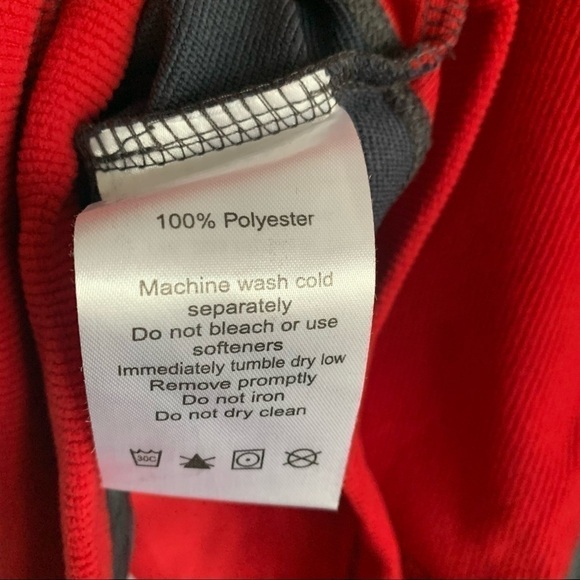 100% Polyester
Machine wash cold
separately
Do not bleach or use
softeners
Immediately tumble dry low
Remove promptly
Do not iron
Do not dry clean
30C